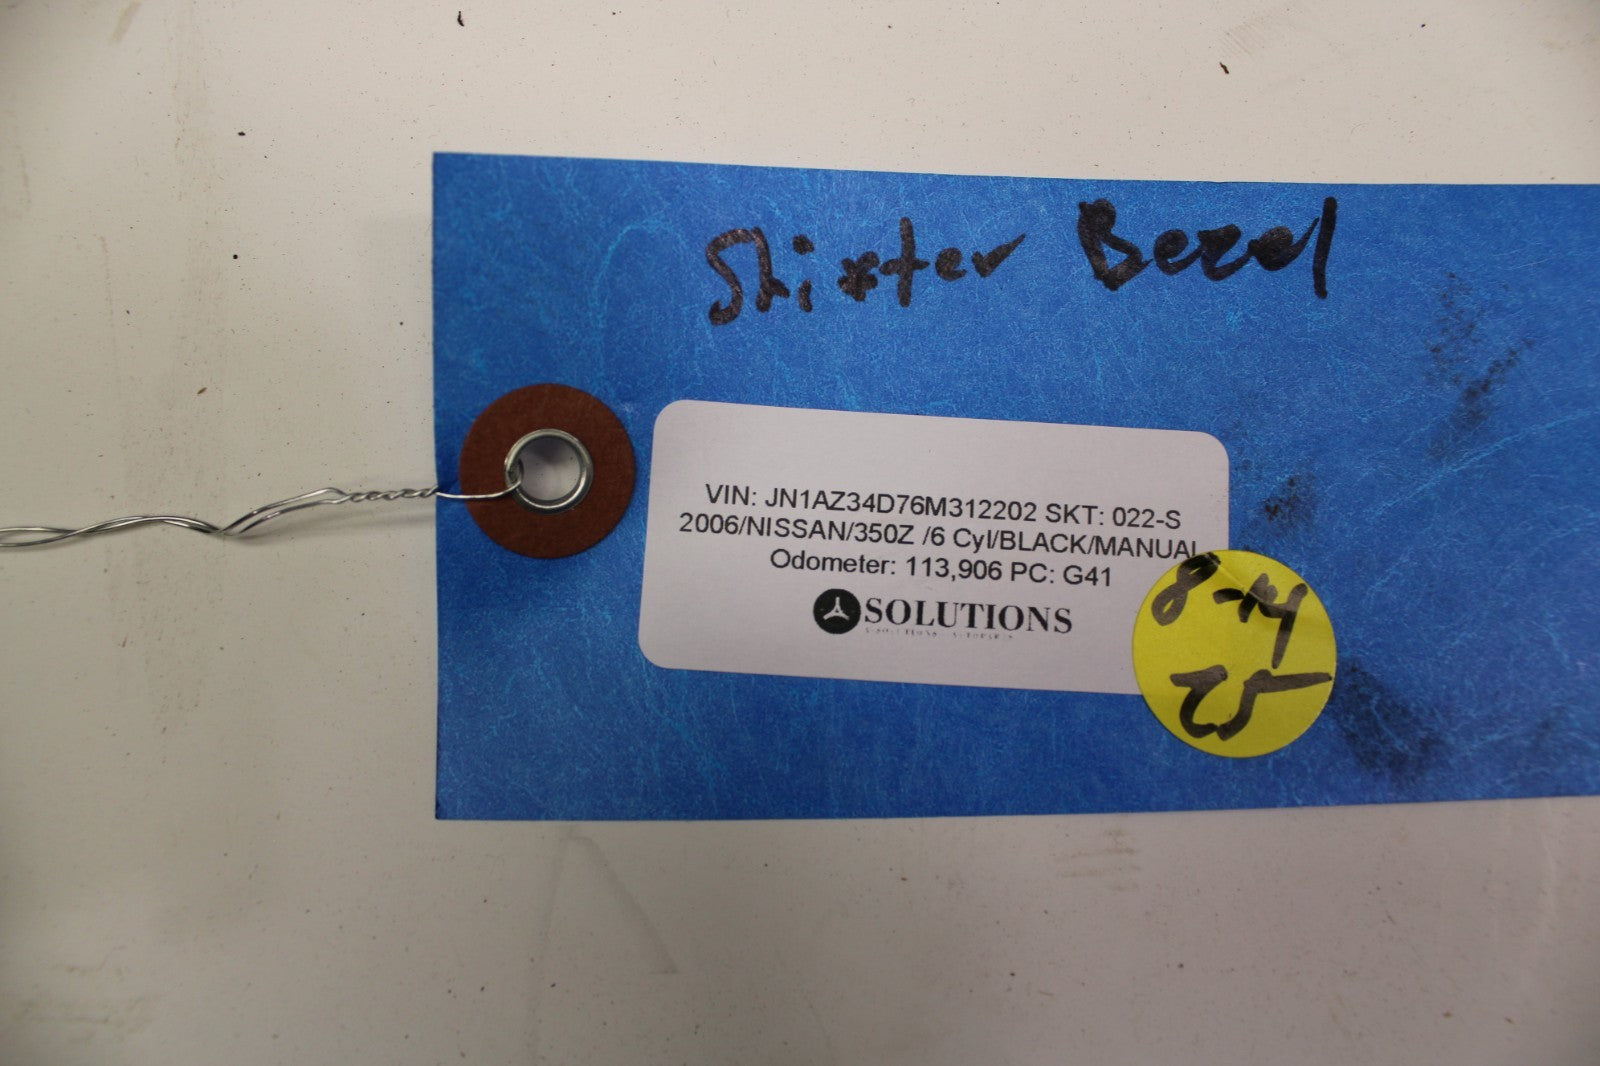 Shifter Bezel
VIN: JN1AZ34D76M312202 SKT: 022-S
2006/NISSAN/350Z /6 Cyl/BLACK/MANUAL
Odometer: 113,906 PC: G41
SOLUTIONS
8-14
25